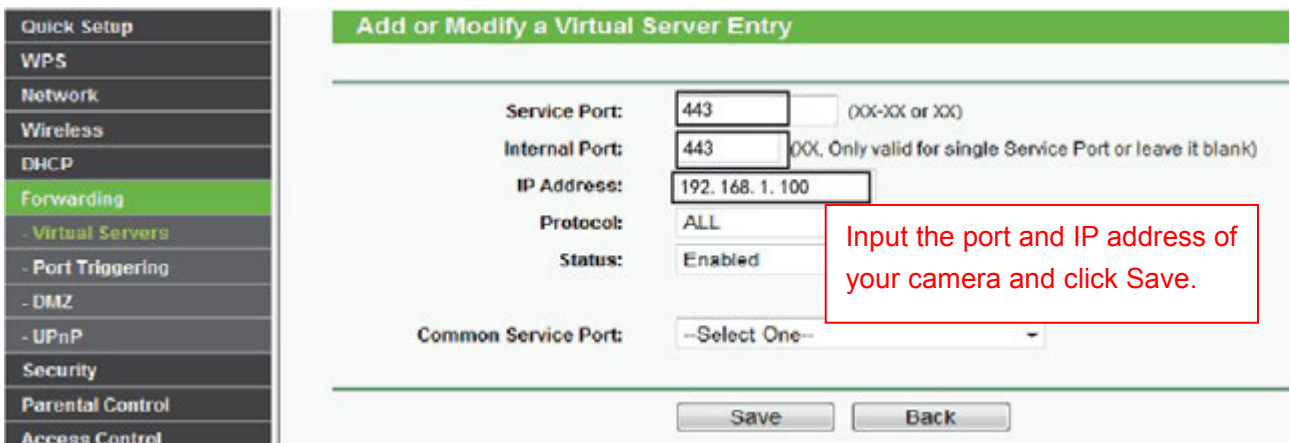 Quick Setup
WPS
Network
Wireless
DHCP
Forwarding
- Virtual Servers
- Port Triggering
- DMZ
- UPnP
Security
Parental Control
Access Control
Add or Modify a Virtual Server Entry
Service Port: 443 (XX-XX or XX)
Internal Port: 443 (XX, Only valid for single Service Port or leave it blank)
IP Address: 192. 168. 1. 100
Protocol: ALL
Status: Enabled
Input the port and IP address of
your camera and click Save.
Common Service Port: --Select One--
Save Back